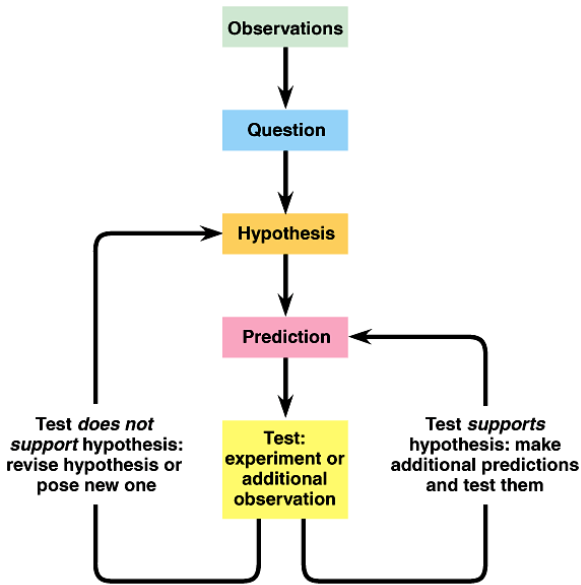 Observations
Question
Hypothesis
Prediction
Test does not
support hypothesis:
revise hypothesis or
pose new one
Test:
experiment or
additional
observation
Test supports
hypothesis: make
additional predictions
and test them